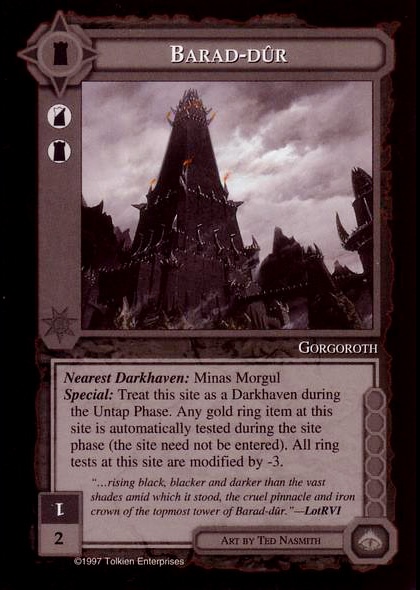 BARAD-DÛR
GORGOROTH
Nearest Darkhaven: Minas Morgul
Special: Treat this site as a Darkhaven during
the Untap Phase. Any gold ring item at this
site is automatically tested during the site
phase (the site need not be entered). All ring
tests at this site are modified by -3.
“...rising black, blacker and darker than the vast
shades amid which it stood, the cruel pinnacle and iron
crown of the topmost tower of Barad-dûr.”—LotRVI
1
2
ART BY TED NASMITH
©1997 Tolkien Enterprises